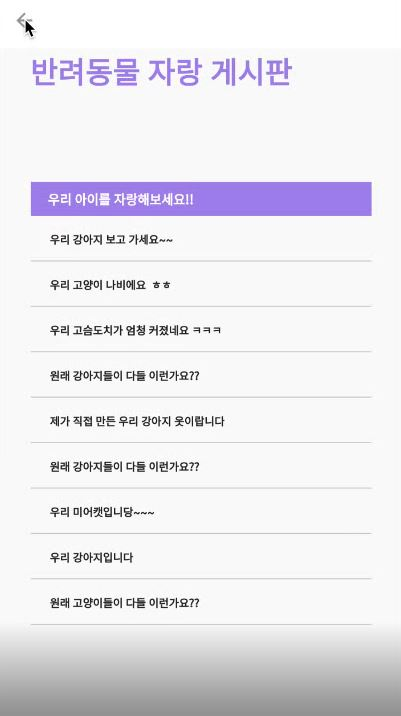 반려동물 자랑 게시판
우리 아이를 자랑해보세요!!
우리 강아지 보고 가세요~~
우리 고양이 나비에요 ㅎㅎ
우리 고슴도치가 엄청 커졌네요 ㅋㅋㅋ
원래 강아지들이 다들 이런가요??
제가 직접 만든 우리 강아지 옷이랍니다
원래 강아지들이 다들 이런가요??
우리 미어캣입니당~~~
우리 강아지입니다
원래 고양이들이 다들 이런가요??